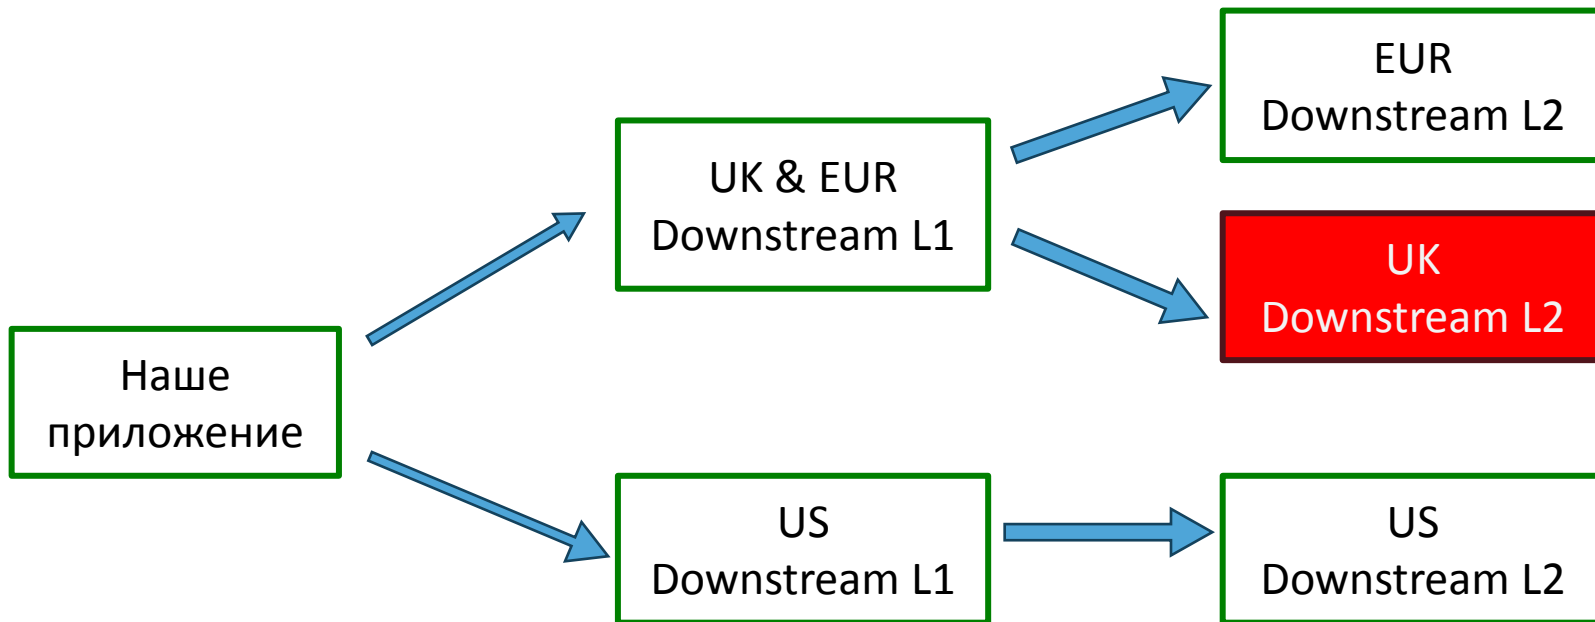 EUR
Downstream L2
UK & EUR
Downstream L1
UK
Downstream L2
Наше
приложение
US
Downstream L1
US
Downstream L2